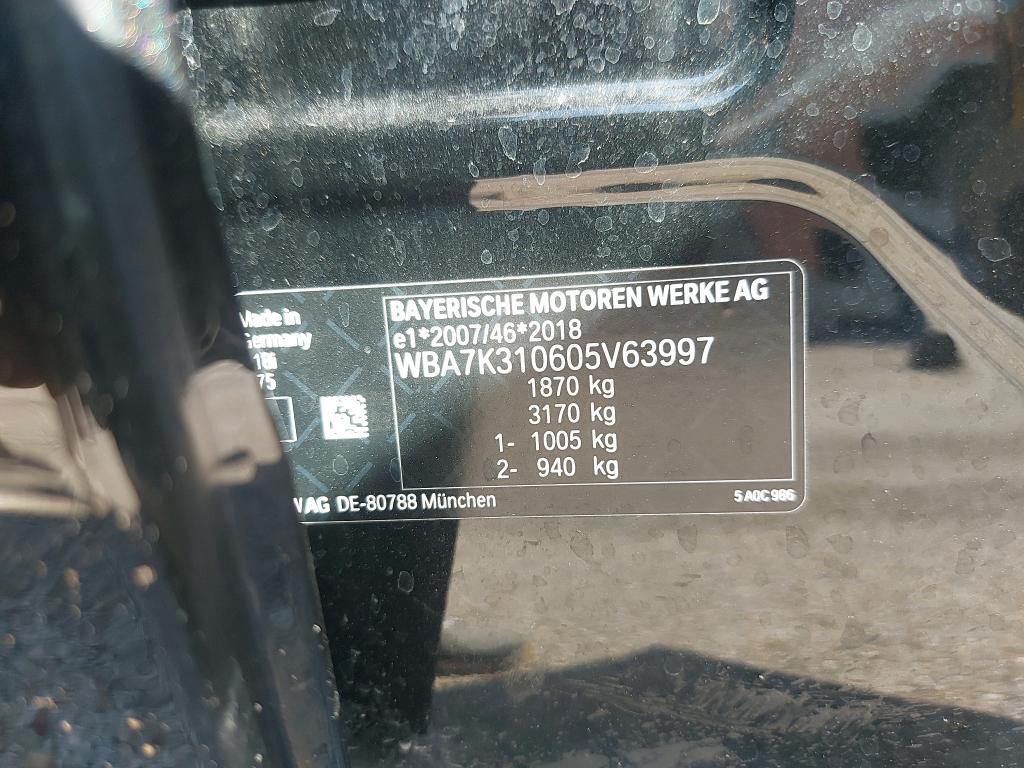 Made in
Germany
BAYERISCHE MOTOREN WERKE AG
e1*2007/46*2018
WBA7K310605V63997
1870 kg
3170 kg
1- 1005 kg
2- 940 kg
AG DE-80788 München
5 A0C 986